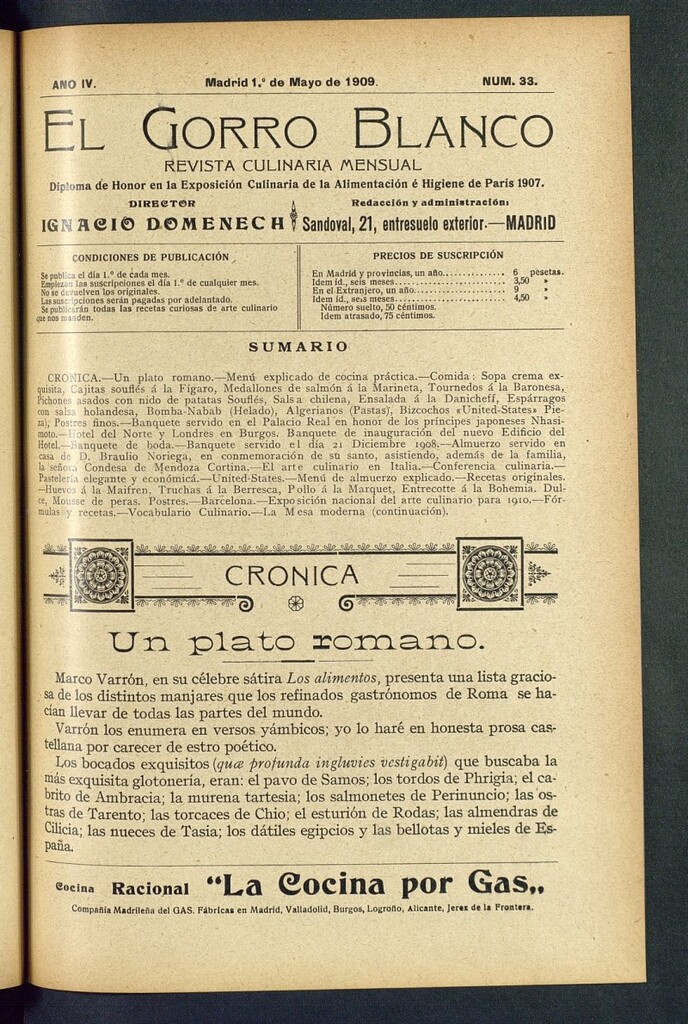 AÑO IV. Madrid 1.º de Mayo de 1909. NUM. 33.
EL GORRO BLANCO
REVISTA CULINARIA MENSUAL
Diploma de Honor en la Exposición Culinaria de la Alimentación é Higiene de París 1907.
DIRECTOR
IGNACIO DOMENECH
Redacción y administración:
Sandoval, 21, entresuelo exterior.—MADRID
CONDICIONES DE PUBLICACIÓN
Se publica el día 1.º de cada mes.
Empiezan las suscripciones el día 1.º de cualquier mes.
No se devuelven los originales.
Las suscripciones serán pagadas por adelantado.
Se publicarán todas las recetas curiosas de arte culinario
que nos manden.
PRECIOS DE SUSCRIPCIÓN
En Madrid y provincias, un año............... 6 pesetas.
Idem íd., seis meses........................... 3,50 »
En el Extranjero, un año...................... 9 »
Idem íd., seis meses........................... 4,50 »
Número suelto, 50 céntimos.
Idem atrasado, 75 céntimos.
SUMARIO
CRONICA.—Un plato romano.—Menú explicado de cocina práctica.—Comida: Sopa crema ex-
quisita, Cajitas souflés á la Fígaro, Medallones de salmón á la Marineta, Tournedos á la Baronesa,
Pichones asados con nido de patatas Souflés, Salsa chilena, Ensalada á la Danicheff, Espárragos
con salsa holandesa, Bomba-Nabab (Helado), Algerianos (Pastas), Bizcochos «United-States» Pie-
za), Postres finos.—Banquete servido en el Palacio Real en honor de los príncipes japoneses Nhasi-
moto.—Hotel del Norte y Londres en Burgos. Banquete de inauguración del nuevo Edificio del
Hotel.—Banquete de boda.—Banquete servido el día 21 Diciembre 1908.—Almuerzo servido en
casa de D. Braulio Noriega, en conmemoración de su santo, asistiendo, además de la familia,
la señora Condesa de Mendoza Cortina.—El arte culinario en Italia.—Conferencia culinaria.—
Pastelería elegante y económicá.—United-States.—Menú de almuerzo explicado.—Recetas originales.
—Huevos á la Maifren, Truchas á la Berresca, Pollo á la Marquet, Entrecotte á la Bohemia. Dul-
ce, Mousse de peras. Postres.—Barcelona.—Exposición nacional del arte culinario para 1910.—Fór-
mulas y recetas.—Vocabulario Culinario.—La Mesa moderna (continuación).
CRONICA
Un plato romano.
Marco Varrón, en su célebre sátira Los alimentos, presenta una lista gracio-
sa de los distintos manjares que los refinados gastrónomos de Roma se ha-
cían llevar de todas las partes del mundo.
Varrón los enumera en versos yámbicos; yo lo haré en honesta prosa cas-
tellana por carecer de estro poético.
Los bocados exquisitos (quæ profunda ingluvies vestigabit) que buscaba la
más exquisita glotonería, eran: el pavo de Samos; los tordos de Phrigia; el ca-
brito de Ambracia; la murena tartesia; los salmonetes de Perinuncio; las os-
tras de Tarento; las torcaces de Chio; el esturión de Rodas; las almendras de
Cilicia; las nueces de Tasia; los dátiles egipcios y las bellotas y mieles de Es-
paña.
Cocina Racional “La Cocina por Gas„
Compañía Madrileña del GAS. Fábricas en Madrid, Valladolid, Burgos, Logroño, Alicante, Jerez de la Frontera.